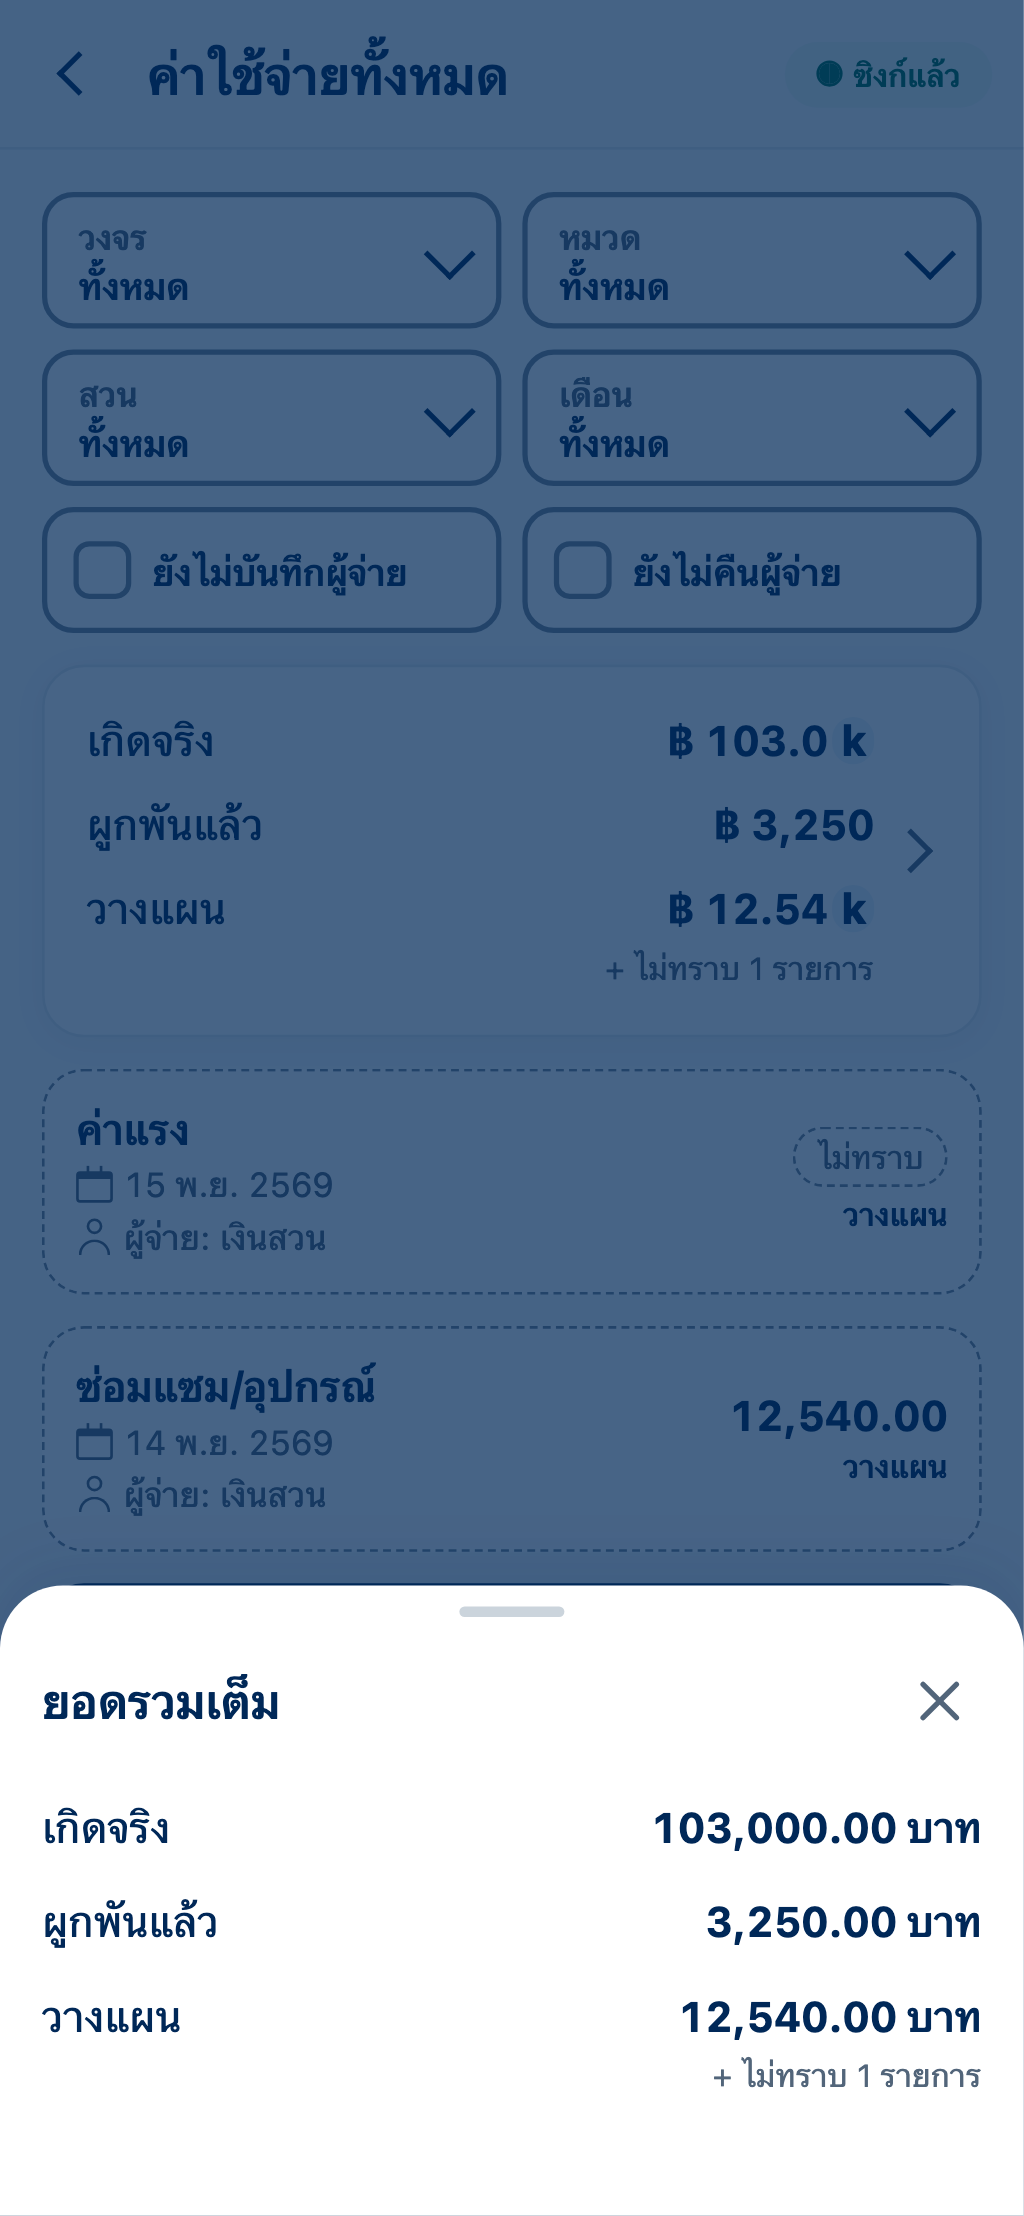 ค่าใช้จ่ายทั้งหมด
ซิงก์แล้ว
วงจร
ทั้งหมด
หมวด
ทั้งหมด
สวน
ทั้งหมด
เดือน
ทั้งหมด
ยังไม่บันทึกผู้จ่าย
ยังไม่คืนผู้จ่าย
เกิดจริง
฿ 103.0 k
ผูกพันแล้ว
฿ 3,250
วางแผน
฿ 12.54 k
+ ไม่ทราบ 1 รายการ
ค่าแรง
15 พ.ย. 2569
ผู้จ่าย: เงินสวน
ไม่ทราบ
วางแผน
ซ่อมแซม/อุปกรณ์
14 พ.ย. 2569
ผู้จ่าย: เงินสวน
12,540.00
วางแผน
ยอดรวมเต็ม
เกิดจริง
103,000.00 บาท
ผูกพันแล้ว
3,250.00 บาท
วางแผน
12,540.00 บาท
+ ไม่ทราบ 1 รายการ